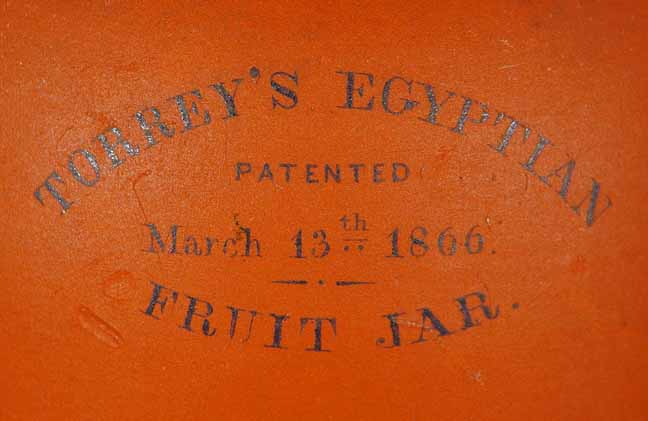 TORREY'S EGYPTIAN
PATENTED
March 13th 1866.
FRUIT JAR.